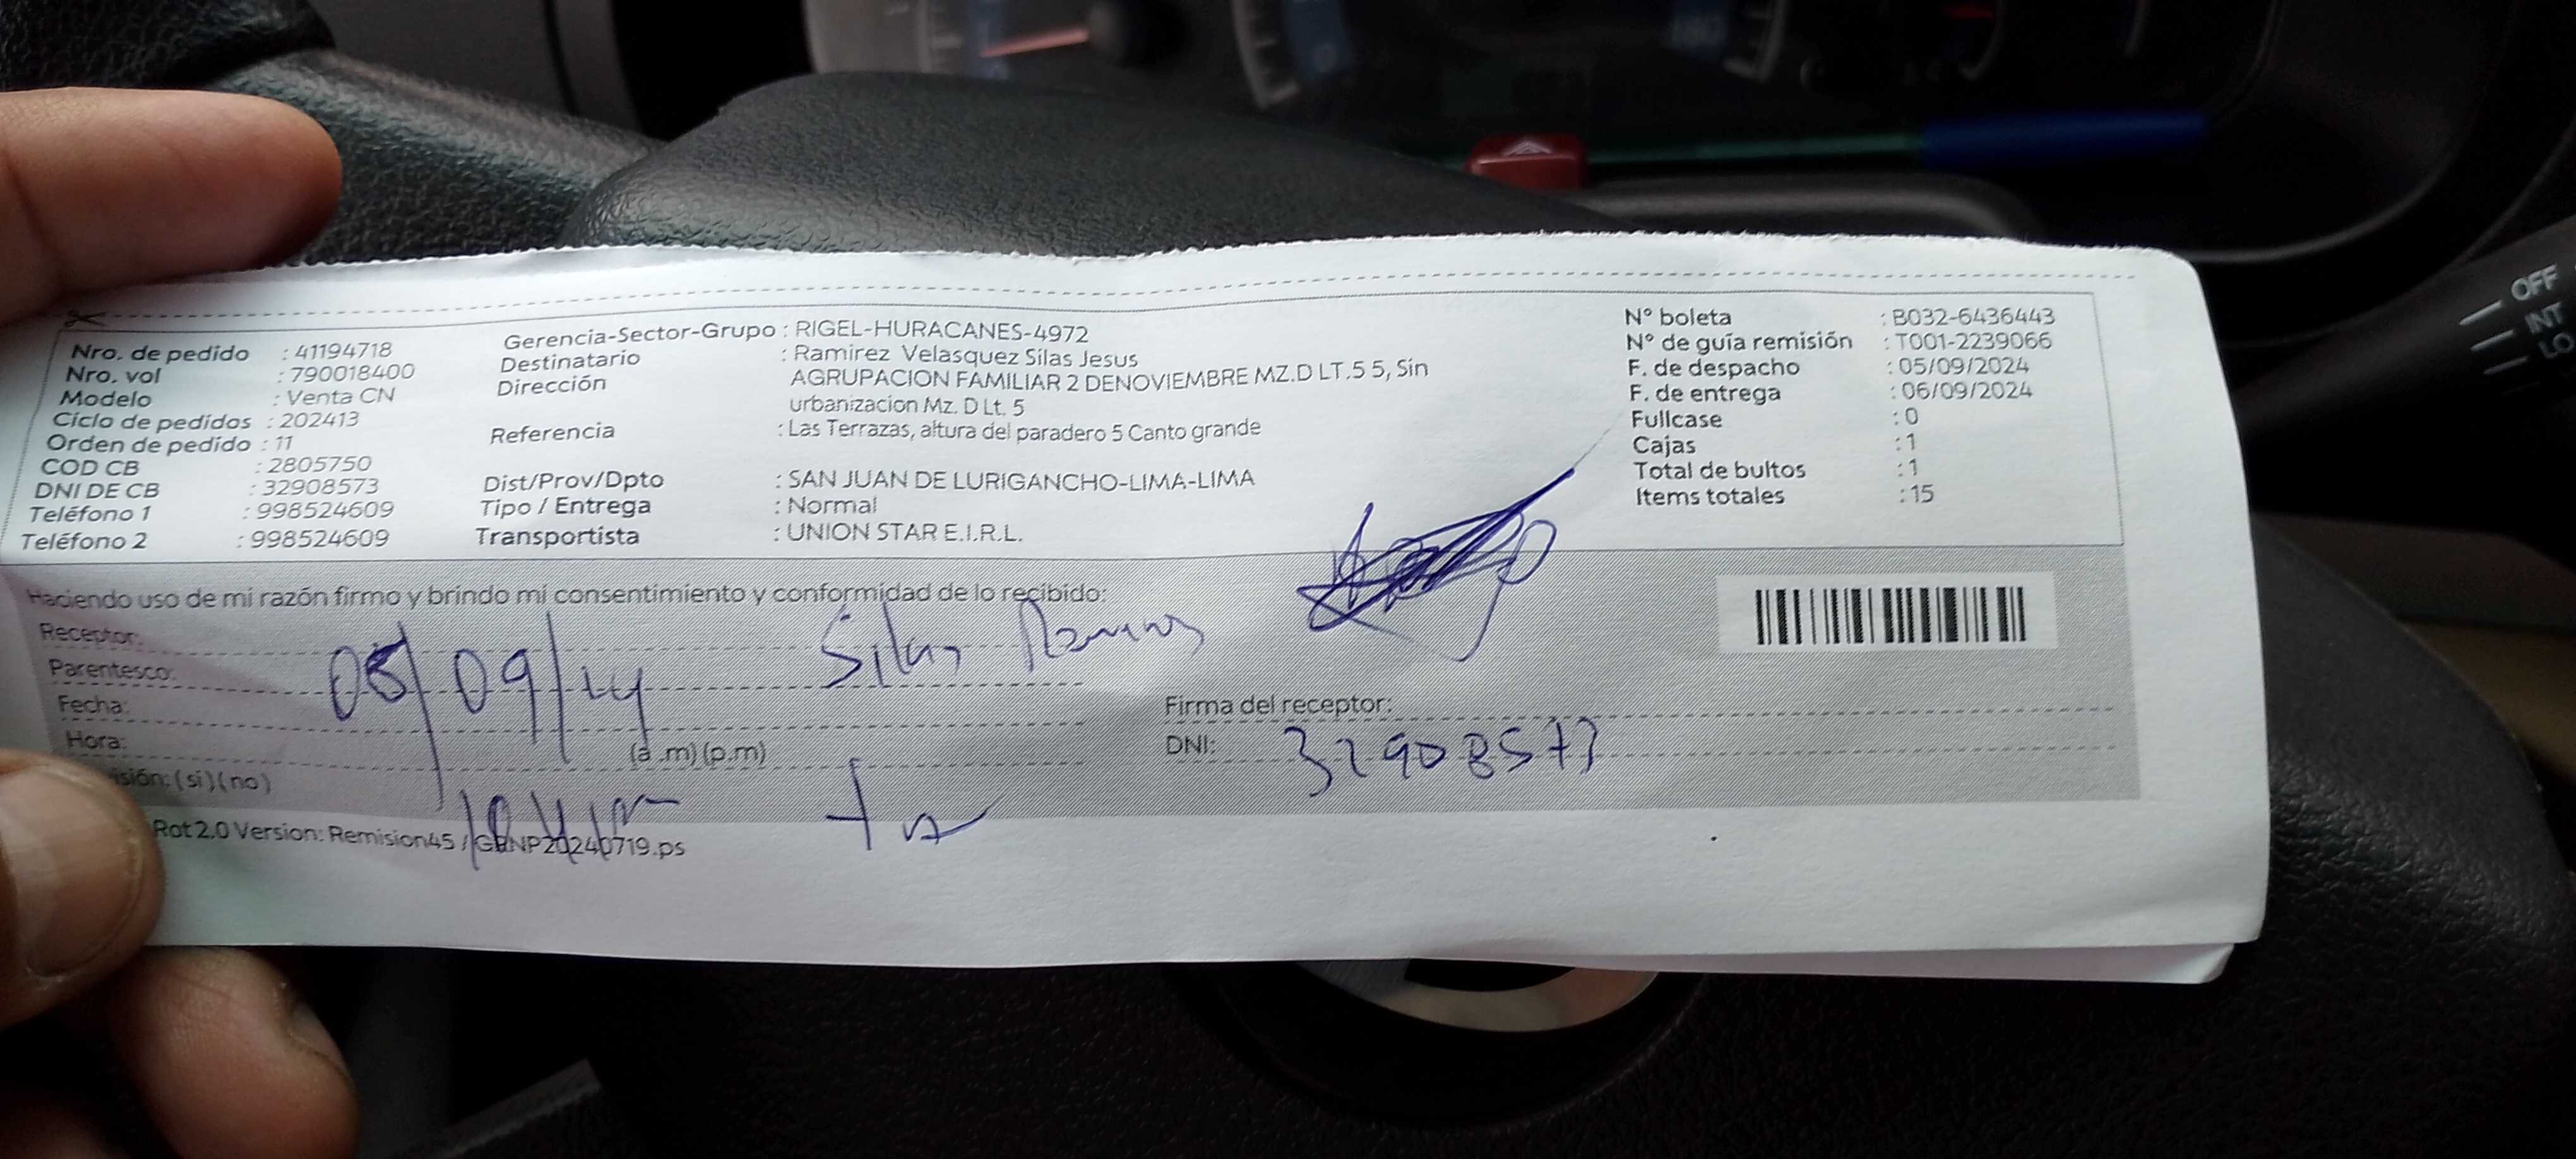 Nro. de pedido : 41194718
Nro. vol : 790018400
Modelo : Venta CN
Ciclo de pedidos : 202413
Orden de pedido : 11
COD CB : 2805750
DNI DE CB : 32908573
Teléfono 1 : 998524609
Teléfono 2 : 998524609
Gerencia-Sector-Grupo : RIGEL-HURACANES-4972
Destinatario : Ramirez Velasquez Silas Jesus
Dirección AGRUPACION FAMILIAR 2 DENOVIEMBRE MZ.D LT.5 5, Sin
urbanizacion Mz. D Lt. 5
Referencia : Las Terrazas, altura del paradero 5 Canto grande
Dist/Prov/Dpto : SAN JUAN DE LURIGANCHO-LIMA-LIMA
Tipo / Entrega : Normal
Transportista : UNION STAR E.I.R.L.
N° boleta : B032-6436443
N° de guía remisión : T001-2239066
F. de despacho : 05/09/2024
F. de entrega : 06/09/2024
Fullcase : 0
Cajas : 1
Total de bultos : 1
Items totales : 15
Haciendo uso de mi razón firmo y brindo mi consentimiento y conformidad de lo recibido:
Receptor: Silas
Parentesco:
Fecha:
Hora: (a .m) (p.m)
isión: (si) (no)
Firma del receptor:
DNI: 32908573
Rot 2.0 Version: Remision45 / GRNP20240719.ps
OFF
INT
LO